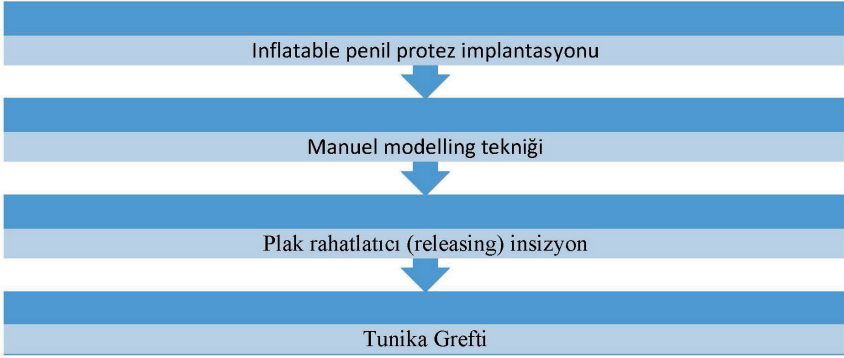 Inflatable penil protez implantasyonu
Manuel modelling tekniği
Plak rahatlatıcı (releasing) insizyon
Tunika Grefti